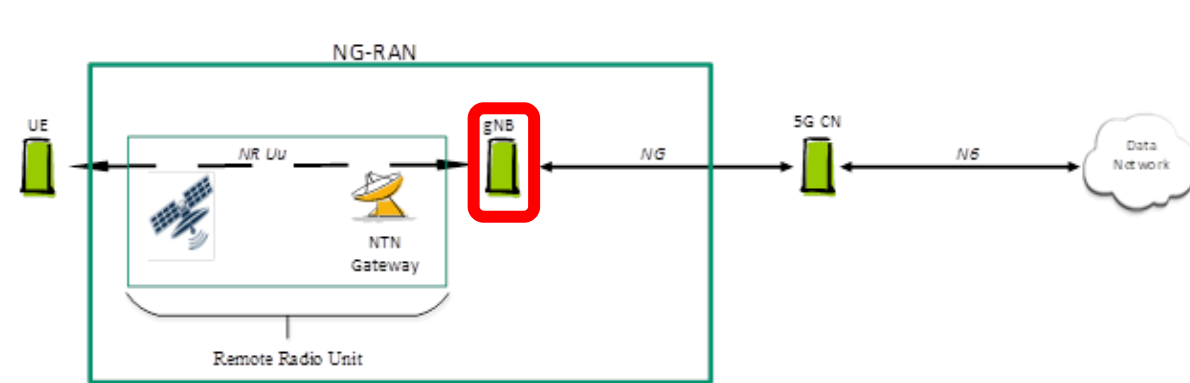 NG-RAN
UE
gNB
5G CN
NR Uu
NG
N6
Data
Network
NTN
Gateway
Remote Radio Unit